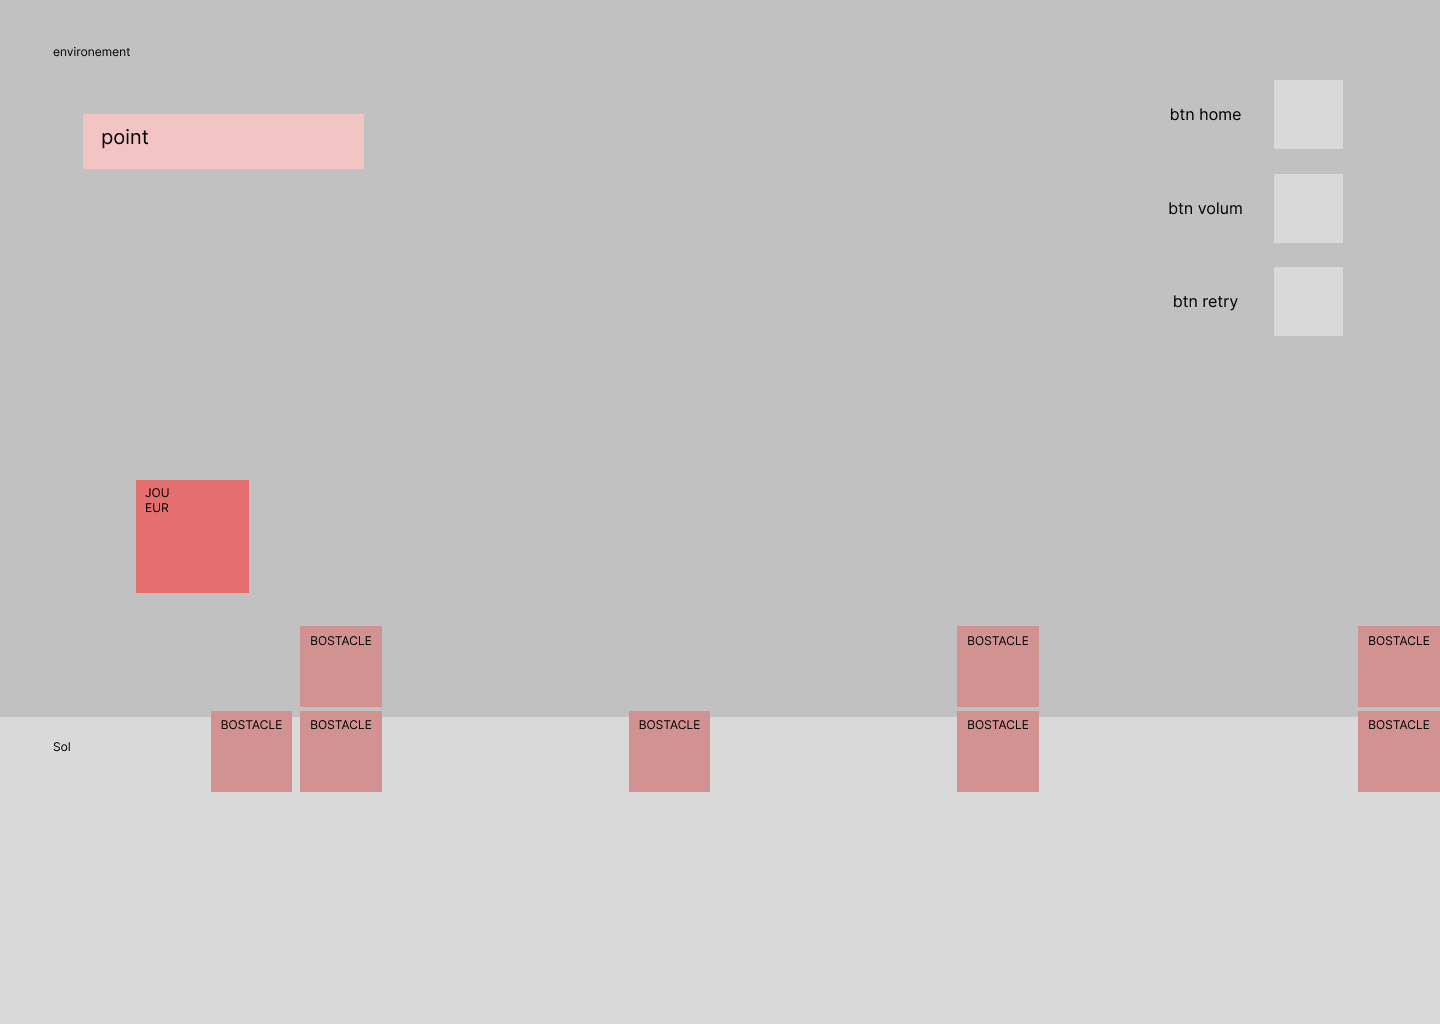 environement
point
btn home
btn volum
btn retry
JOU
EUR
BOSTACLE
BOSTACLE
BOSTACLE
BOSTACLE
BOSTACLE
BOSTACLE
BOSTACLE
BOSTACLE
Sol